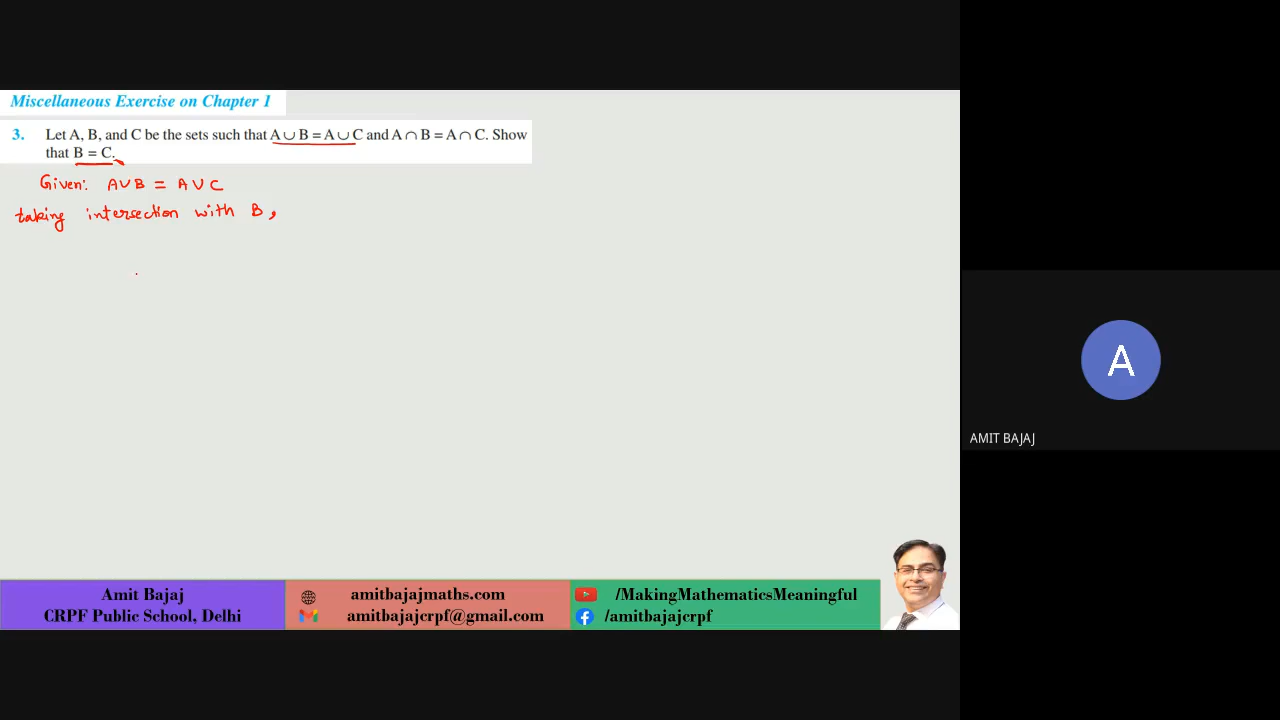 Miscellaneous Exercise on Chapter 1
3. Let A, B, and C be the sets such that A ∪ B = A ∪ C and A ∩ B = A ∩ C. Show
that B = C.
Given: A∪B = A∪C
taking intersection with B,
A
AMIT BAJAJ
Amit Bajaj
CRPF Public School, Delhi
amitbajajmaths.com
amitbajajcrpf@gmail.com
/MakingMathematicsMeaningful
/amitbajajcrpf